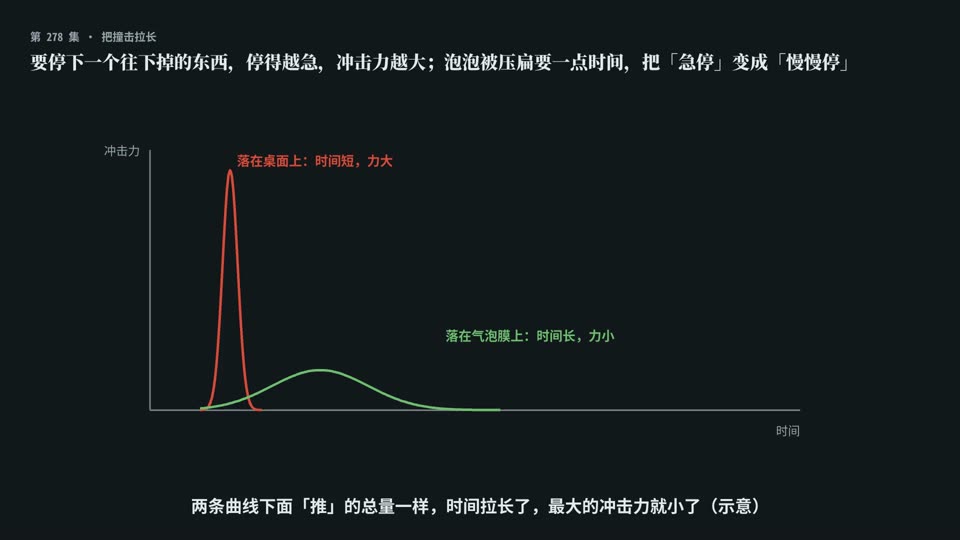 第 278 集 · 把撞击拉长
要停下一个往下掉的东西，停得越急，冲击力越大；泡泡被压扁要一点时间，把「急停」变成「慢慢停」
冲击力
落在桌面上：时间短，力大
落在气泡膜上：时间长，力小
时间
两条曲线下面「推」的总量一样，时间拉长了，最大的冲击力就小了（示意）